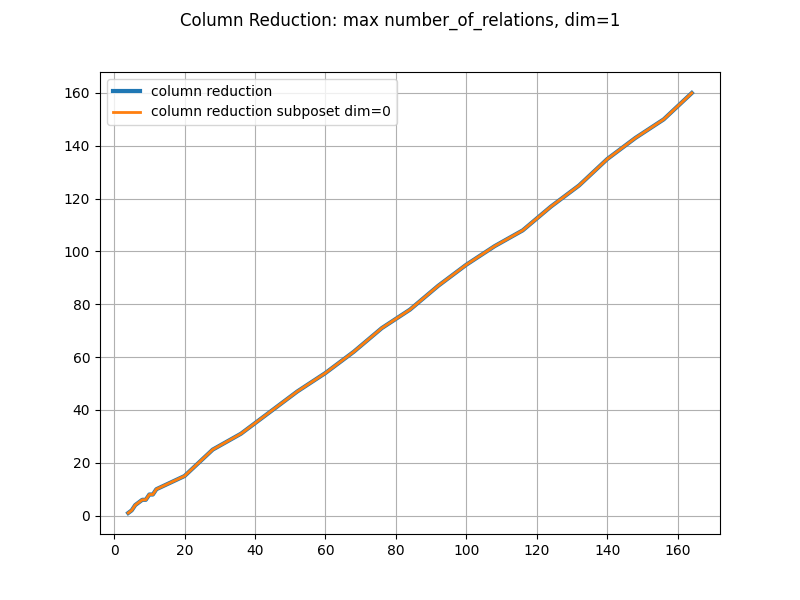 Column Reduction: max number_of_relations, dim=1
column reduction
column reduction subposet dim=0
160
140
120
100
80
60
40
20
0
0 20 40 60 80 100 120 140 160